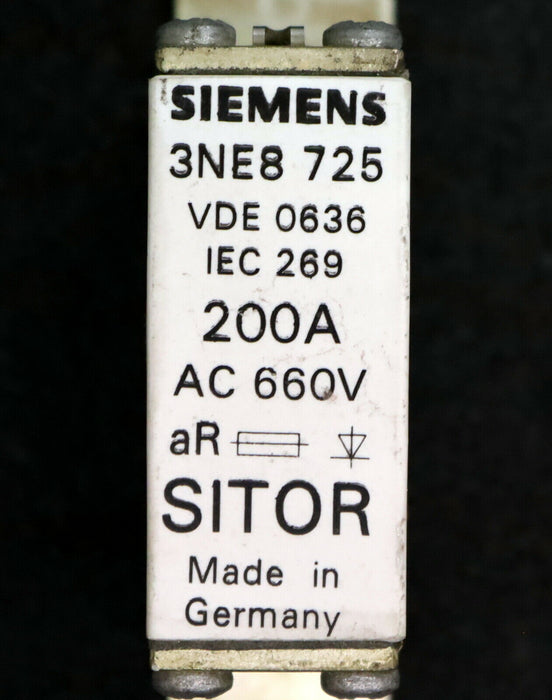 SIEMENS
3NE8 725
VDE 0636
IEC 269
200A
AC 660V
aR
SITOR
Made in
Germany